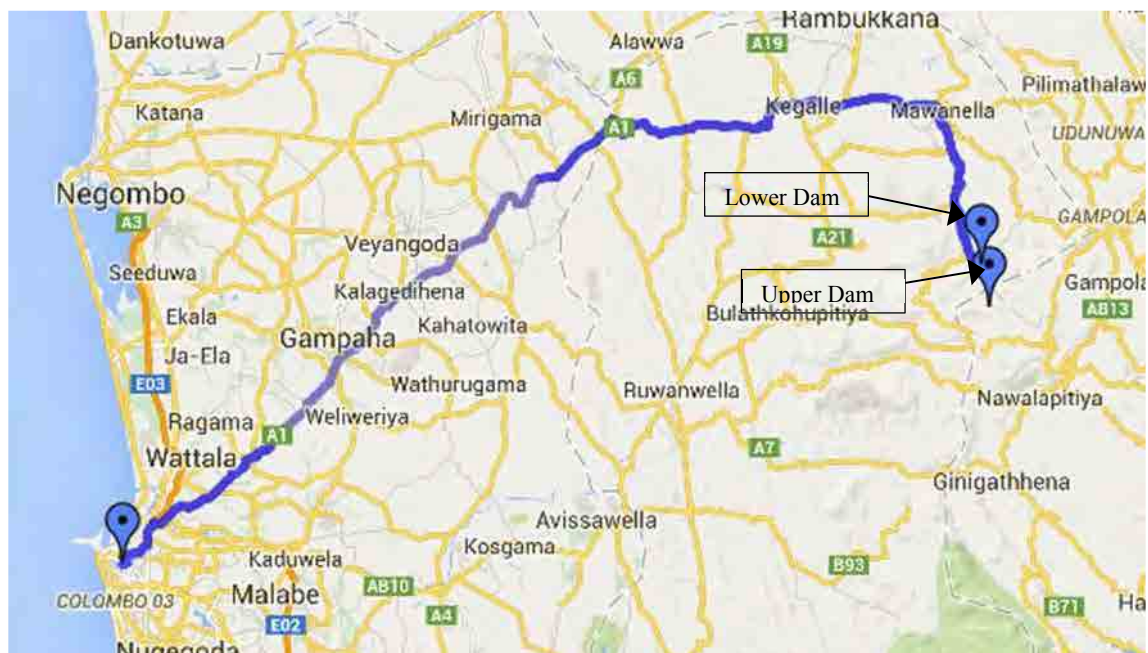 Rambukkana
Dankotuwa
Alawwa
A19
A6
Pilimathalaw
Katana
Mirigama
A1
Kegalle
Mawanella
UDUNUWA
Negombo
A3
Lower Dam
GAMPOLA
Veyangoda
A21
Seeduwa
Kalagedihena
Upper Dam
Gampola
Ekala
Gampaha
Kahatowita
Bulathkohupitiya
AB13
Ja-Ela
E03
Wathurugama
Ruwanwella
Nawalapitiya
Ragama
Weliweriya
A1
A7
Wattala
Ginigathhena
Avissawella
Kaduwela
Kosgama
B93
COLOMBO 03
Malabe
AB10
B71
Ha
E02
A4
Nugegoda